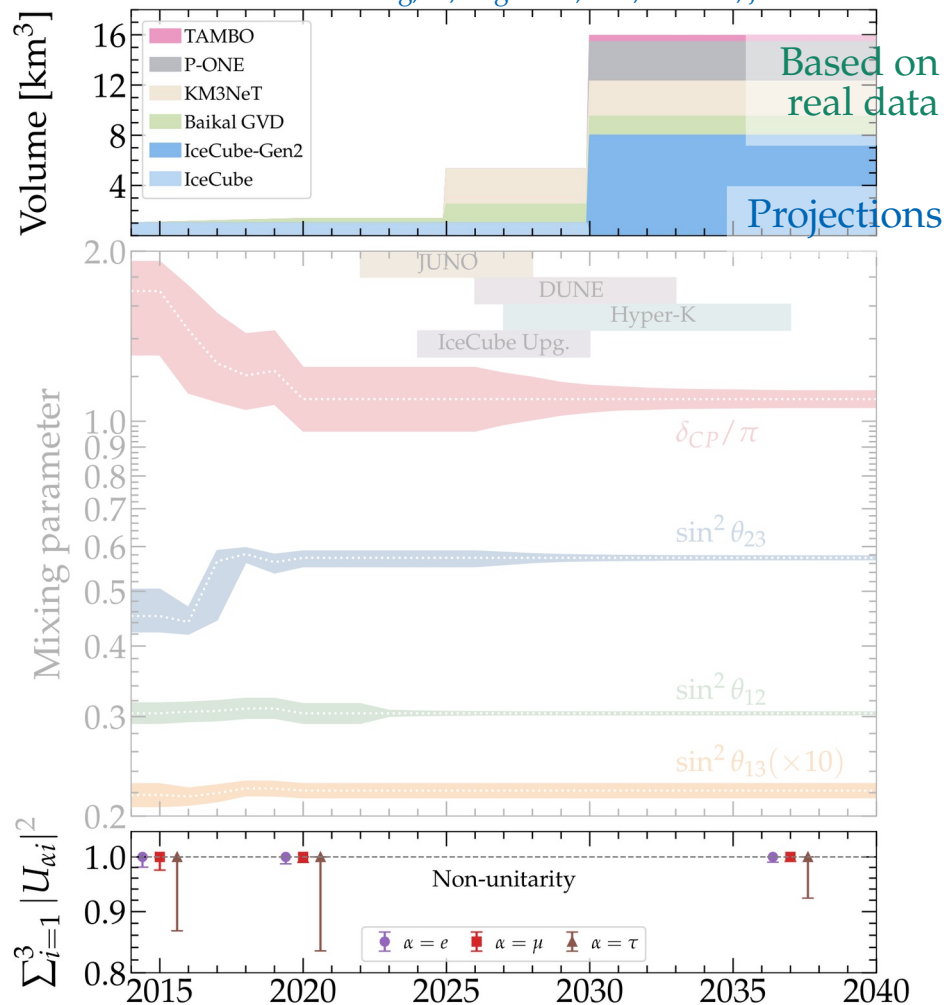 Volume [km³]
16
12
8
4
TAMBO
P-ONE
KM3NeT
Baikal GVD
IceCube-Gen2
IceCube
Based on
real data
Projections
Mixing parameter
2.0
1.0
0.9
0.8
0.7
0.6
0.5
0.4
0.3
0.2
JUNO
DUNE
Hyper-K
IceCube Upg.
δ_CP/π
sin² θ₂₃
sin² θ₁₂
sin² θ₁₃(×10)
Σ³ᵢ₌₁|U_αi|²
1.0
0.9
0.8
Non-unitarity
α = e
α = μ
α = τ
2015 2020 2025 2030 2035 2040